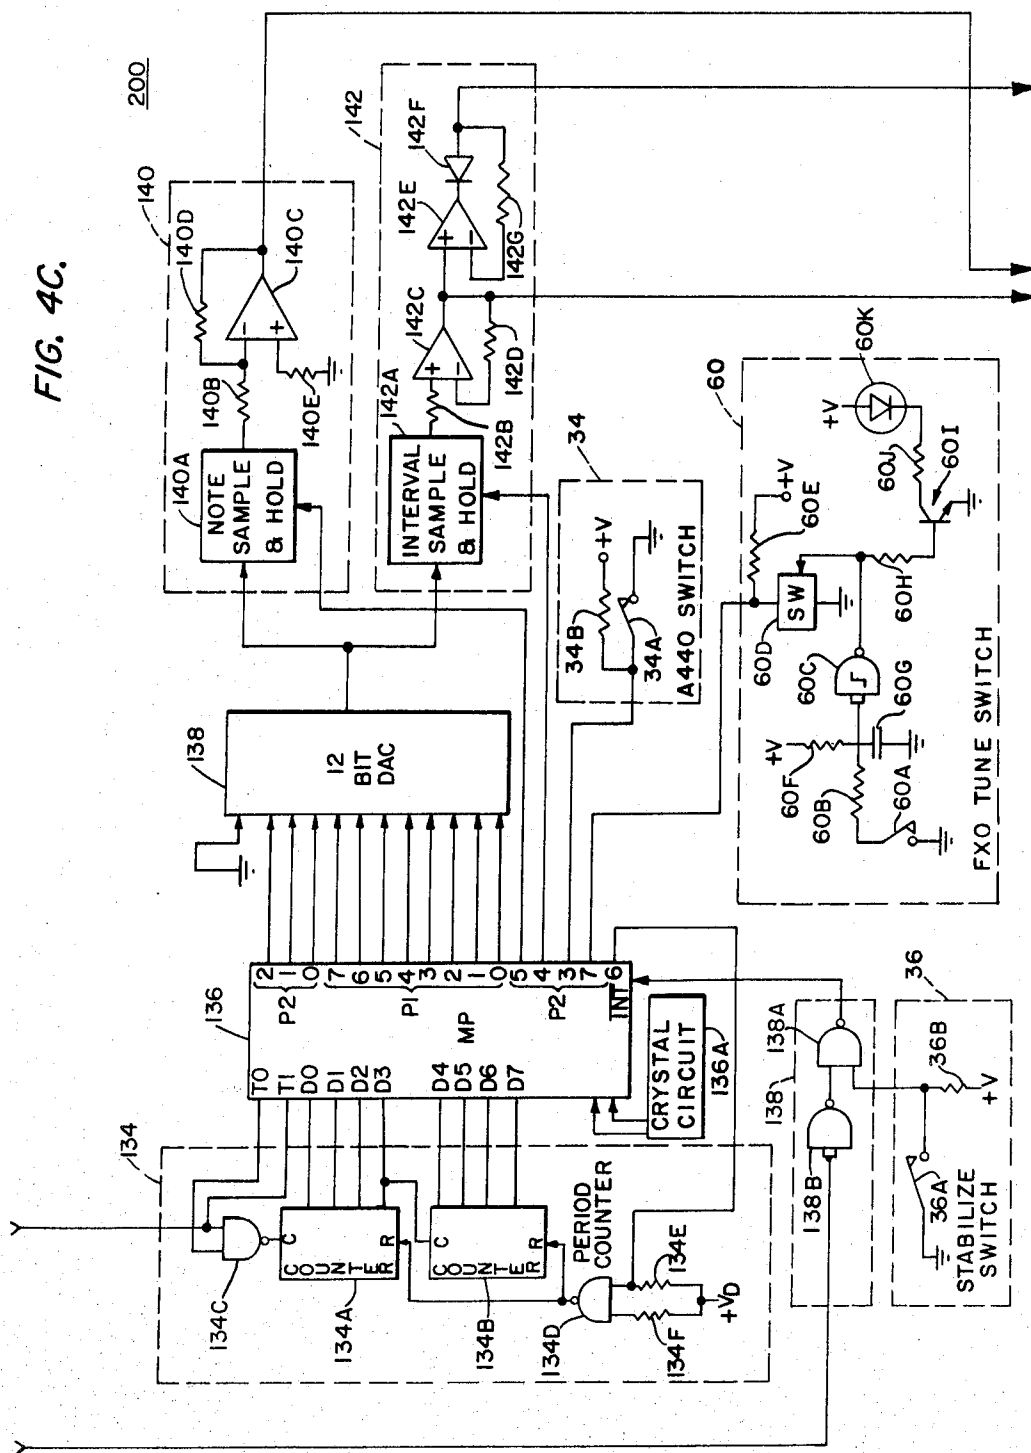 FIG. 4C.
200
140
140D
140A
NOTE
SAMPLE
& HOLD
140B
-
+
140C
140E
142
142A
INTERVAL
SAMPLE
& HOLD
142B
+
-
142C
142D
+
-
142E
142F
142G
138
12
BIT
DAC
34
34B
+V
34A
A440 SWITCH
136
T0
T1
D0
D1
D2
D3
D4
D5
D6
D7
MP
2
1
0
P2
7
6
5
4
3
2
1
0
P1
5
4
3
7
6
P2
INT
CRYSTAL
CIRCUIT
136A
60
60K
+V
60J
60I
60E
+V
60D
SW
60H
60C
60G
+V
60F
60B
60A
FXO TUNE SWITCH
134
134C
C
COUNTER
R
134A
C
COUNTER
R
134B
PERIOD
COUNTER
134D
134E
134F
+VD
138
138A
138B
36
36B
+V
36A
STABILIZE
SWITCH